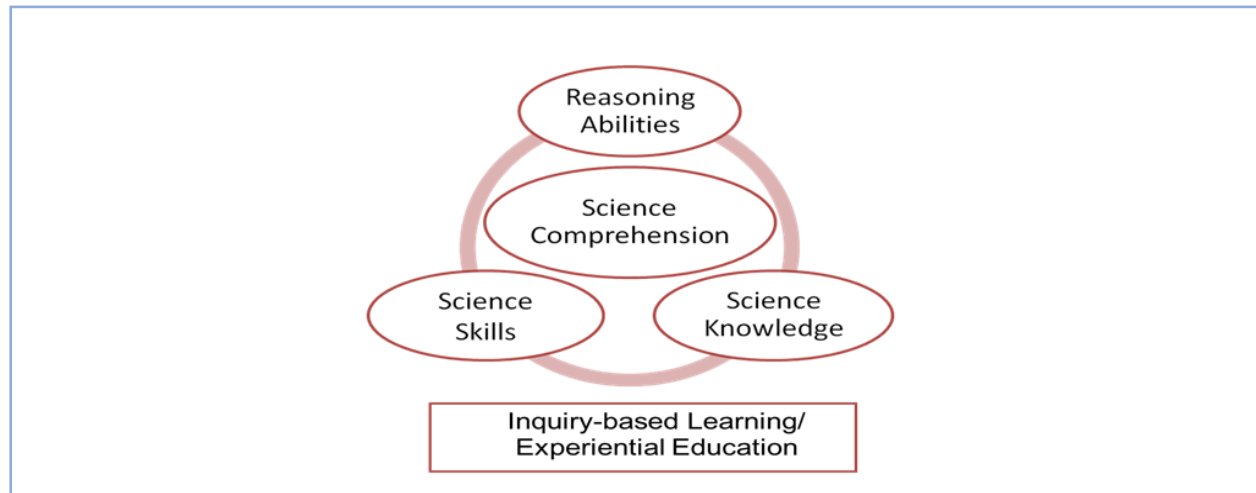 Reasoning
Abilities
Science
Comprehension
Science
Skills
Science
Knowledge
Inquiry-based Learning/
Experiential Education